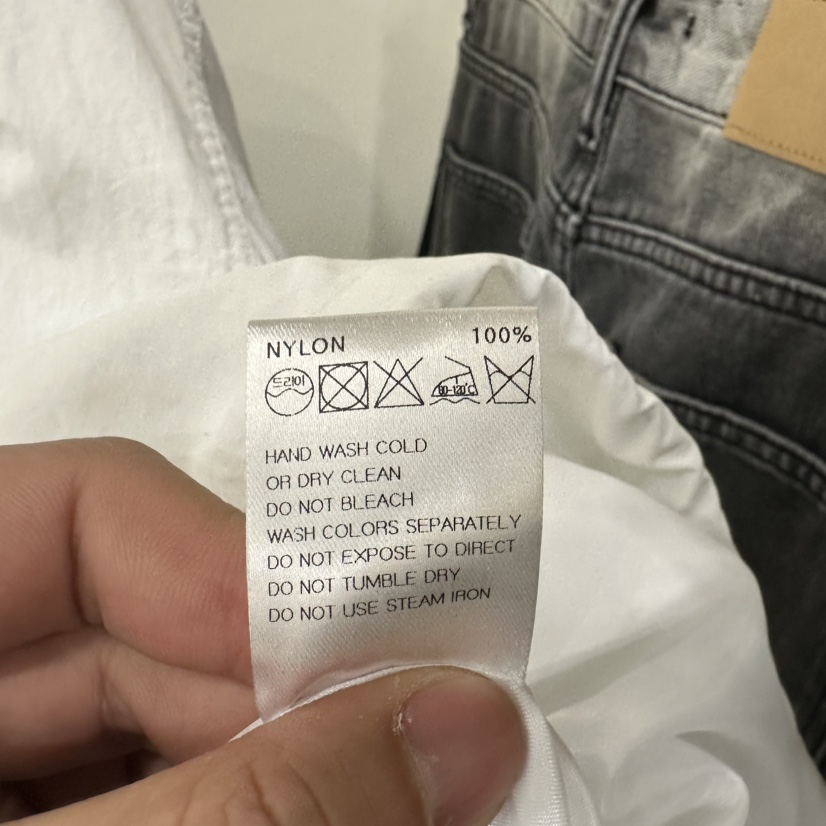 NYLON 100%
드라이 80-120℃
HAND WASH COLD
OR DRY CLEAN
DO NOT BLEACH
WASH COLORS SEPARATELY
DO NOT EXPOSE TO DIRECT
DO NOT TUMBLE DRY
DO NOT USE STEAM IRON